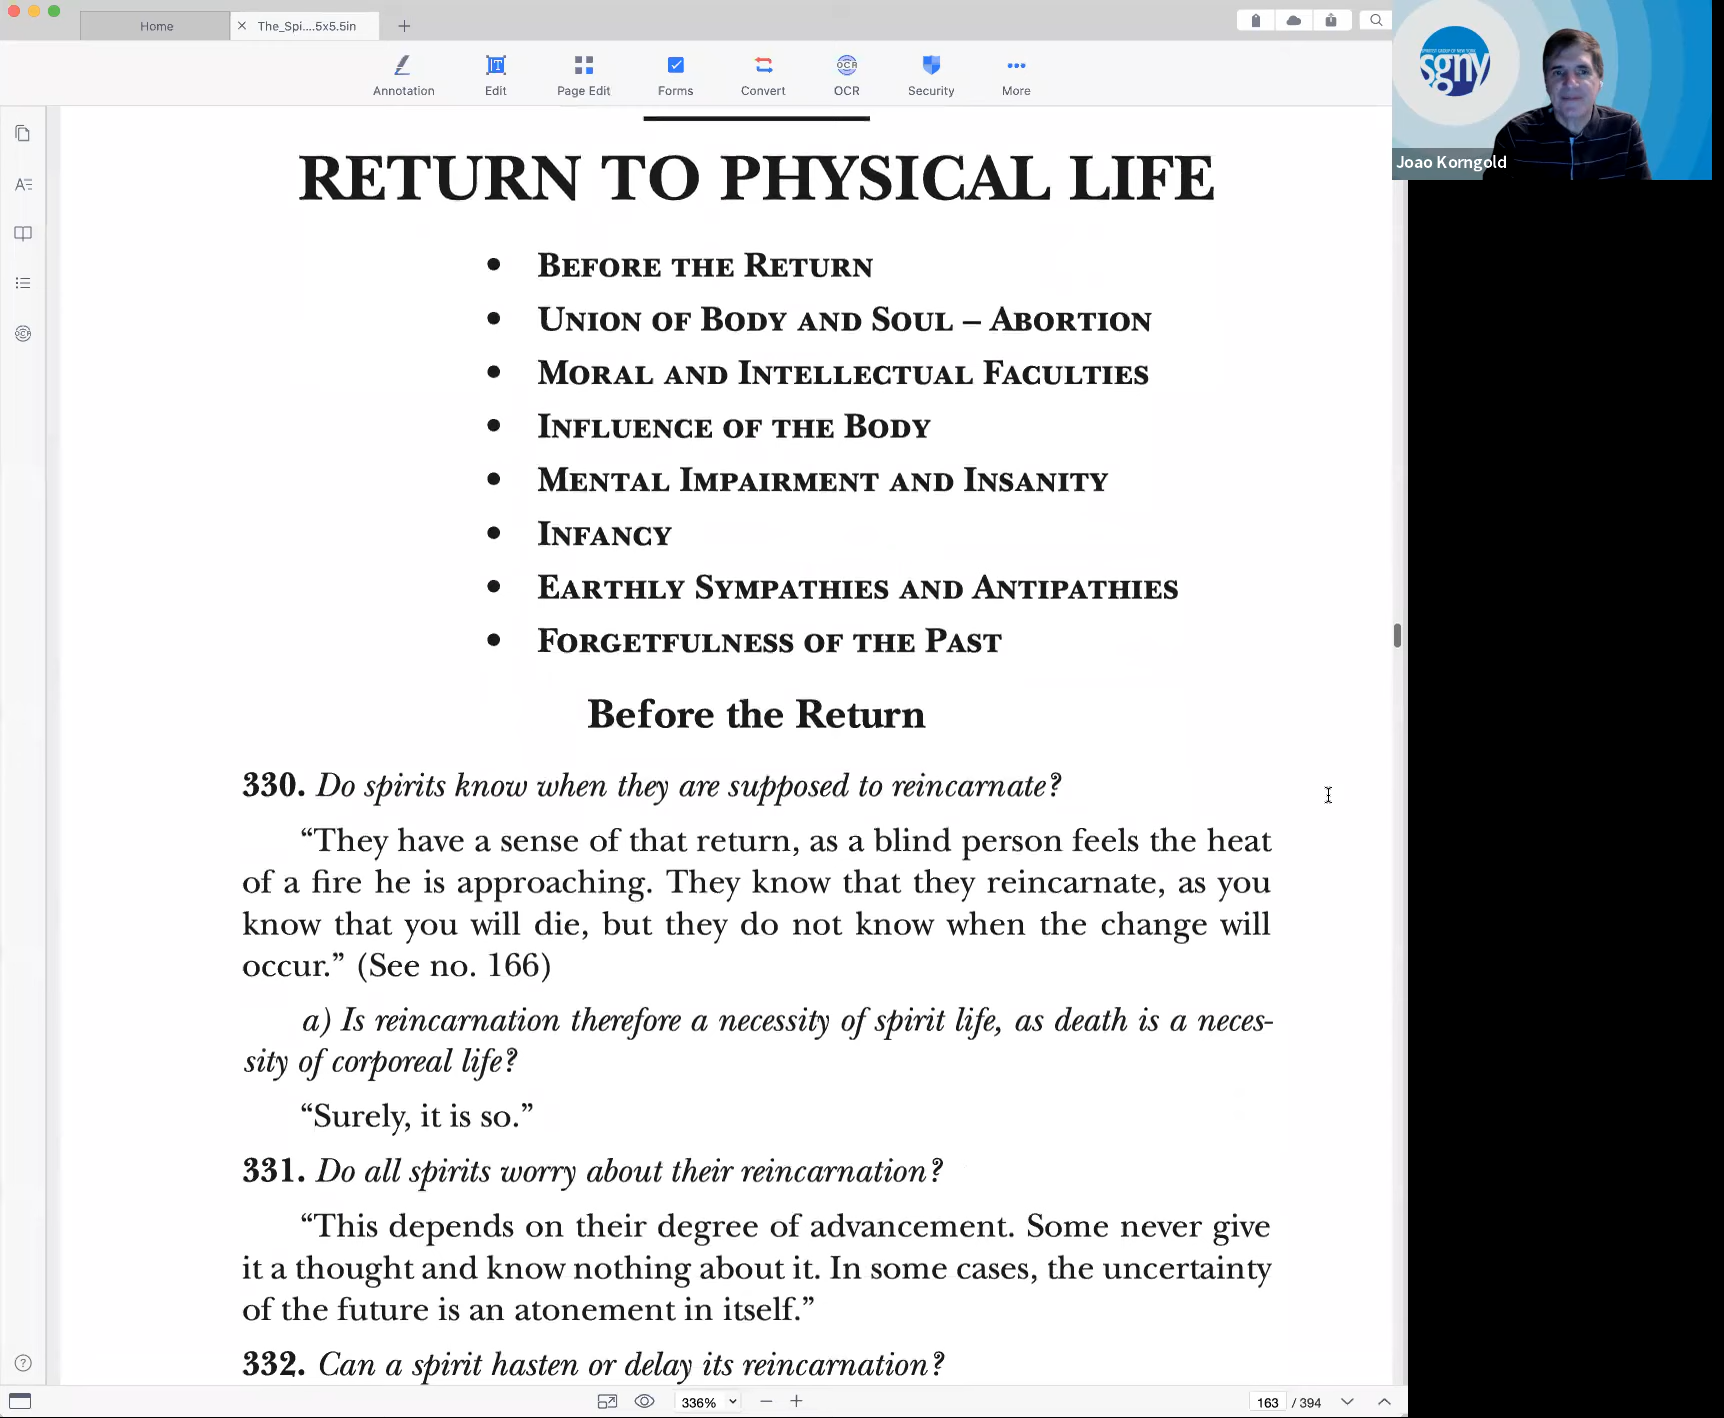 Home
The_Spi....5x5.5in
Annotation
Edit
Page Edit
Forms
Convert
OCR
Security
More
sgny
Joao Korngold
RETURN TO PHYSICAL LIFE
• BEFORE THE RETURN
• UNION OF BODY AND SOUL – ABORTION
• MORAL AND INTELLECTUAL FACULTIES
• INFLUENCE OF THE BODY
• MENTAL IMPAIRMENT AND INSANITY
• INFANCY
• EARTHLY SYMPATHIES AND ANTIPATHIES
• FORGETFULNESS OF THE PAST
Before the Return
330. Do spirits know when they are supposed to reincarnate?
“They have a sense of that return, as a blind person feels the heat
of a fire he is approaching. They know that they reincarnate, as you
know that you will die, but they do not know when the change will
occur.” (See no. 166)
a) Is reincarnation therefore a necessity of spirit life, as death is a neces-
sity of corporeal life?
“Surely, it is so.”
331. Do all spirits worry about their reincarnation?
“This depends on their degree of advancement. Some never give
it a thought and know nothing about it. In some cases, the uncertainty
of the future is an atonement in itself.”
332. Can a spirit hasten or delay its reincarnation?
336%
163 / 394